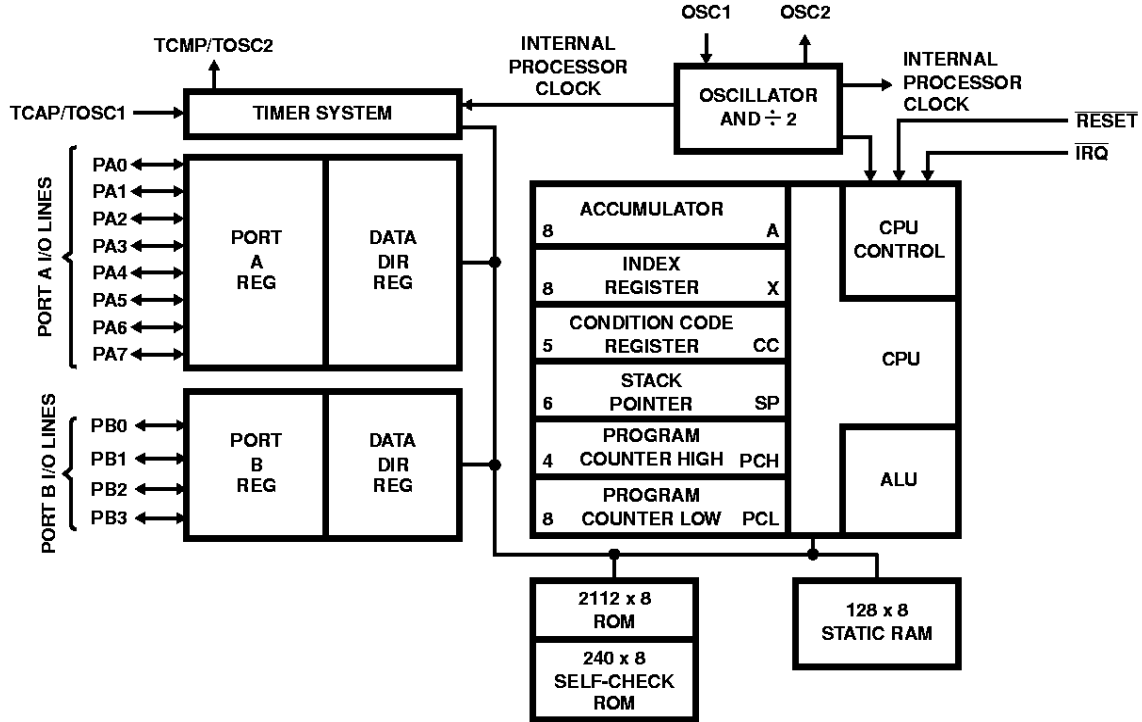 OSC1
OSC2
TCMP/TOSC2
INTERNAL
PROCESSOR
CLOCK
INTERNAL
PROCESSOR
CLOCK
OSCILLATOR
AND ÷ 2
TCAP/TOSC1
TIMER SYSTEM
RESET
IRQ
PORT A I/O LINES
PA0
PA1
PA2
PA3
PA4
PA5
PA6
PA7
PORT
A
REG
DATA
DIR
REG
ACCUMULATOR
8 A
INDEX
8 REGISTER X
CONDITION CODE
5 REGISTER CC
STACK
6 POINTER SP
PROGRAM
4 COUNTER HIGH PCH
PROGRAM
8 COUNTER LOW PCL
CPU
CONTROL
CPU
ALU
PORT B I/O LINES
PB0
PB1
PB2
PB3
PORT
B
REG
DATA
DIR
REG
2112 x 8
ROM
240 x 8
SELF-CHECK
ROM
128 x 8
STATIC RAM